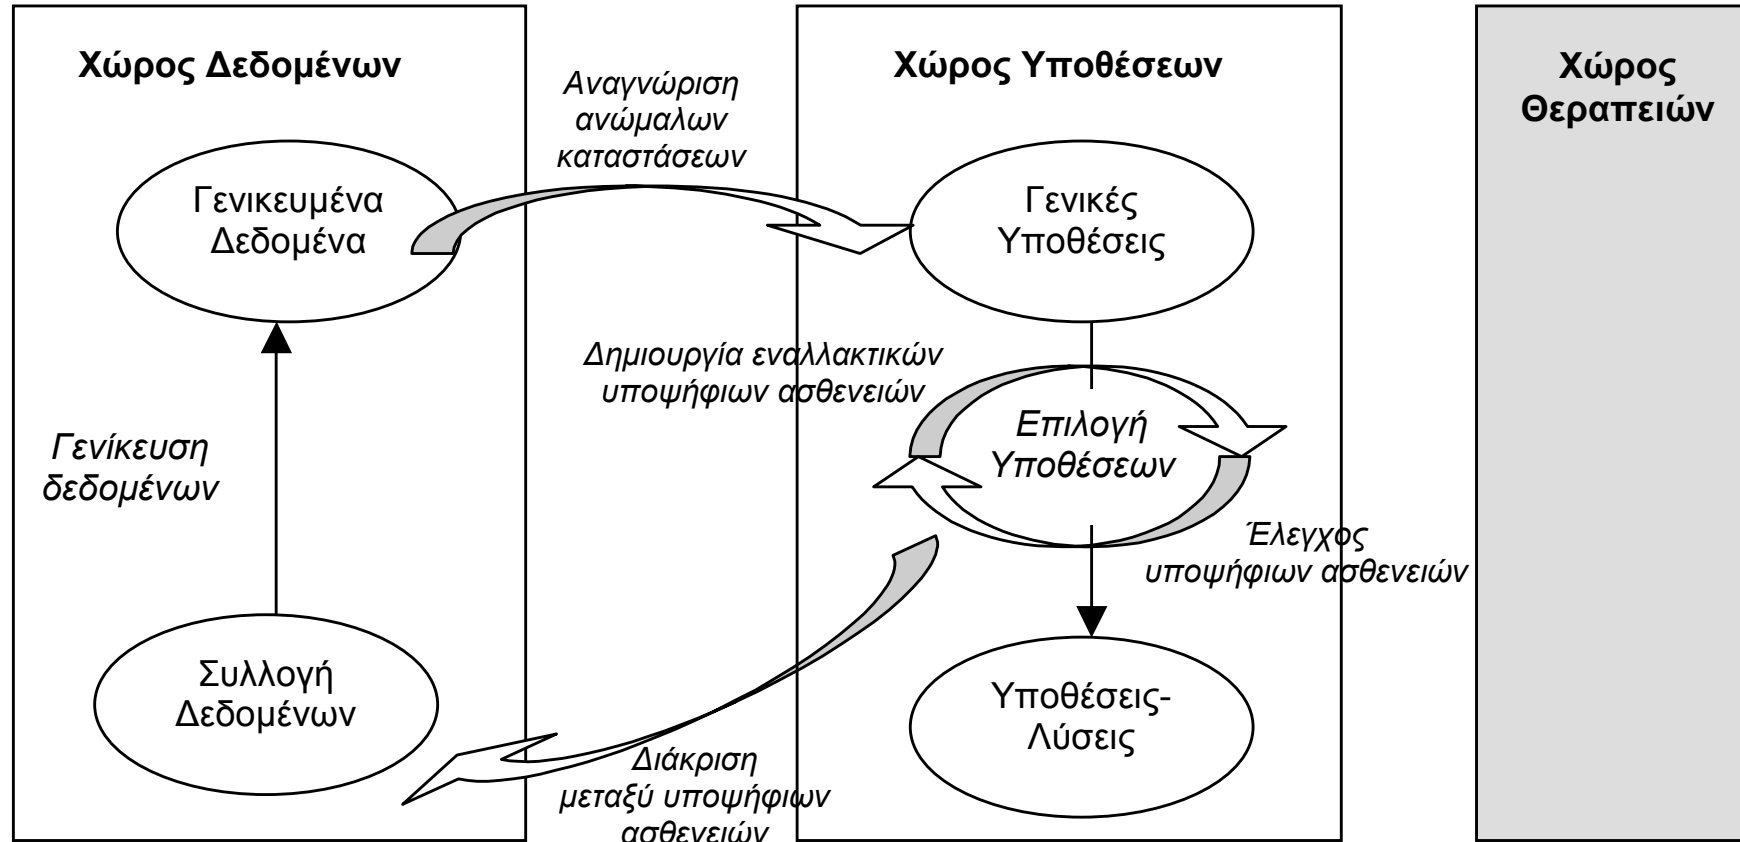 Χώρος Δεδομένων
Γενικευμένα
Δεδομένα
Γενίκευση
δεδομένων
Συλλογή
Δεδομένων
Αναγνώριση
ανώμαλων
καταστάσεων
Χώρος Υποθέσεων
Γενικές
Υποθέσεις
Δημιουργία εναλλακτικών
υποψήφιων ασθενειών
Επιλογή
Υποθέσεων
Έλεγχος
υποψήφιων ασθενειών
Υποθέσεις-
Λύσεις
Διάκριση
μεταξύ υποψήφιων
ασθενειών
Χώρος
Θεραπειών